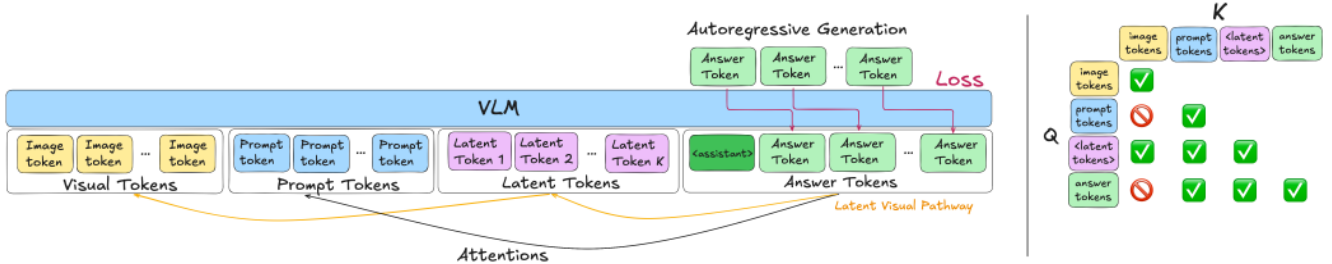 Autoregressive Generation
Answer Token
Answer Token
...
Answer Token
Loss
VLM
Image token
Image token
...
Image token
Visual Tokens
Prompt token
Prompt token
...
Prompt token
Prompt Tokens
Latent Token 1
Latent Token 2
...
Latent Token K
Latent Tokens
<assistant>
Answer Token
Answer Token
...
Answer Token
Answer Tokens
Latent Visual Pathway
Attentions
K
image tokens
prompt tokens
<latent tokens>
answer tokens
Q
image tokens
prompt tokens
<latent tokens>
answer tokens